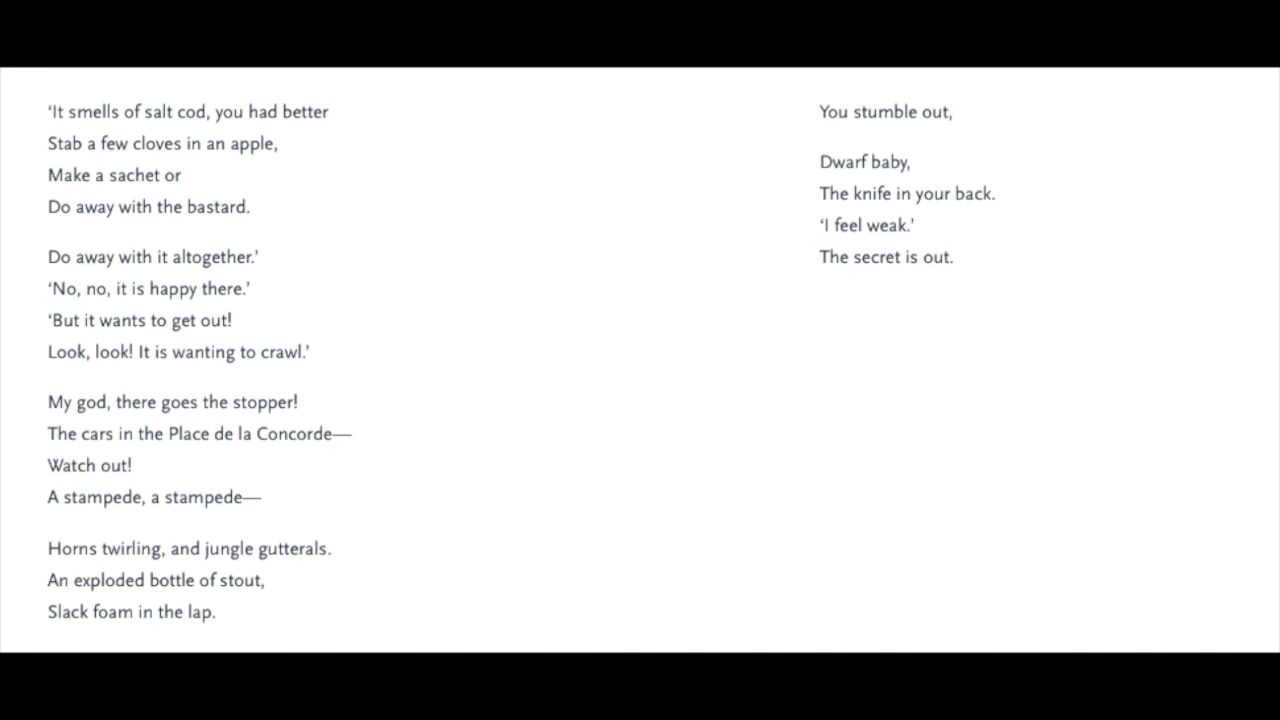 ‘It smells of salt cod, you had better
Stab a few cloves in an apple,
Make a sachet or
Do away with the bastard.
Do away with it altogether.’
‘No, no, it is happy there.’
‘But it wants to get out!
Look, look! It is wanting to crawl.’
My god, there goes the stopper!
The cars in the Place de la Concorde—
Watch out!
A stampede, a stampede—
Horns twirling, and jungle gutterals.
An exploded bottle of stout,
Slack foam in the lap.
You stumble out,
Dwarf baby,
The knife in your back.
‘I feel weak.’
The secret is out.